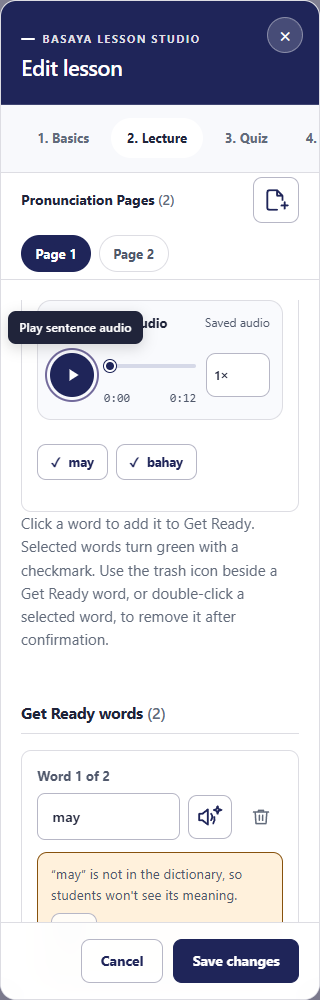 — BASAYA LESSON STUDIO
Edit lesson
1. Basics
2. Lecture
3. Quiz
4.
Pronunciation Pages (2)
Page 1
Page 2
Play sentence audio
Saved audio
1×
0:00
0:12
✓ may
✓ bahay
Click a word to add it to Get Ready.
Selected words turn green with a
checkmark. Use the trash icon beside a
Get Ready word, or double-click a
selected word, to remove it after
confirmation.
Get Ready words (2)
Word 1 of 2
may
“may” is not in the dictionary, so
students won't see its meaning.
Cancel
Save changes